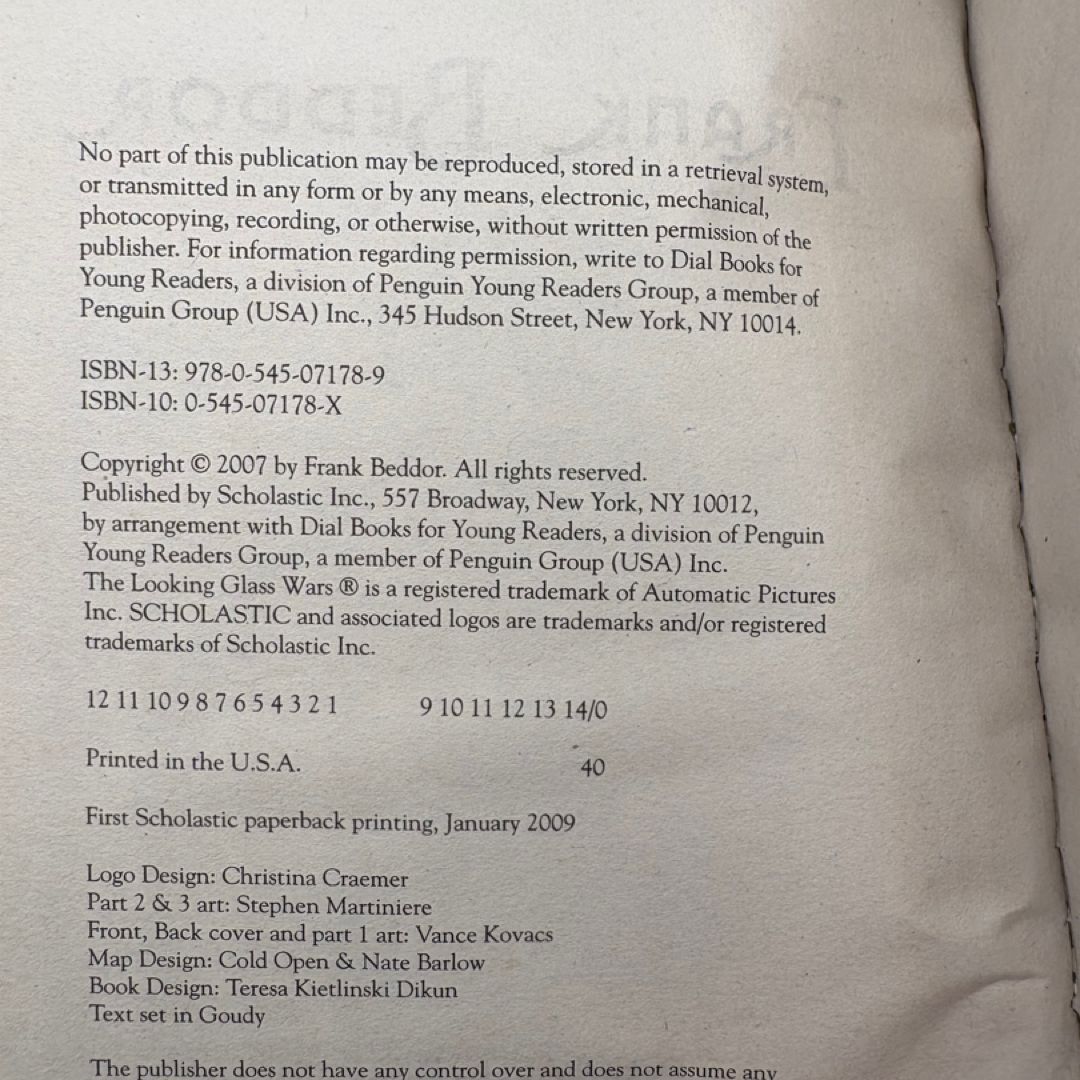 No part of this publication may be reproduced, stored in a retrieval system,
or transmitted in any form or by any means, electronic, mechanical,
photocopying, recording, or otherwise, without written permission of the
publisher. For information regarding permission, write to Dial Books for
Young Readers, a division of Penguin Young Readers Group, a member of
Penguin Group (USA) Inc., 345 Hudson Street, New York, NY 10014.
ISBN-13: 978-0-545-07178-9
ISBN-10: 0-545-07178-X
Copyright © 2007 by Frank Beddor. All rights reserved.
Published by Scholastic Inc., 557 Broadway, New York, NY 10012,
by arrangement with Dial Books for Young Readers, a division of Penguin
Young Readers Group, a member of Penguin Group (USA) Inc.
The Looking Glass Wars ® is a registered trademark of Automatic Pictures
Inc. SCHOLASTIC and associated logos are trademarks and/or registered
trademarks of Scholastic Inc.
12 11 10 9 8 7 6 5 4 3 2 1 9 10 11 12 13 14/0
Printed in the U.S.A. 40
First Scholastic paperback printing, January 2009
Logo Design: Christina Craemer
Part 2 & 3 art: Stephen Martiniere
Front, Back cover and part 1 art: Vance Kovacs
Map Design: Cold Open & Nate Barlow
Book Design: Teresa Kietlinski Dikun
Text set in Goudy
The publisher does not have any control over and does not assume any